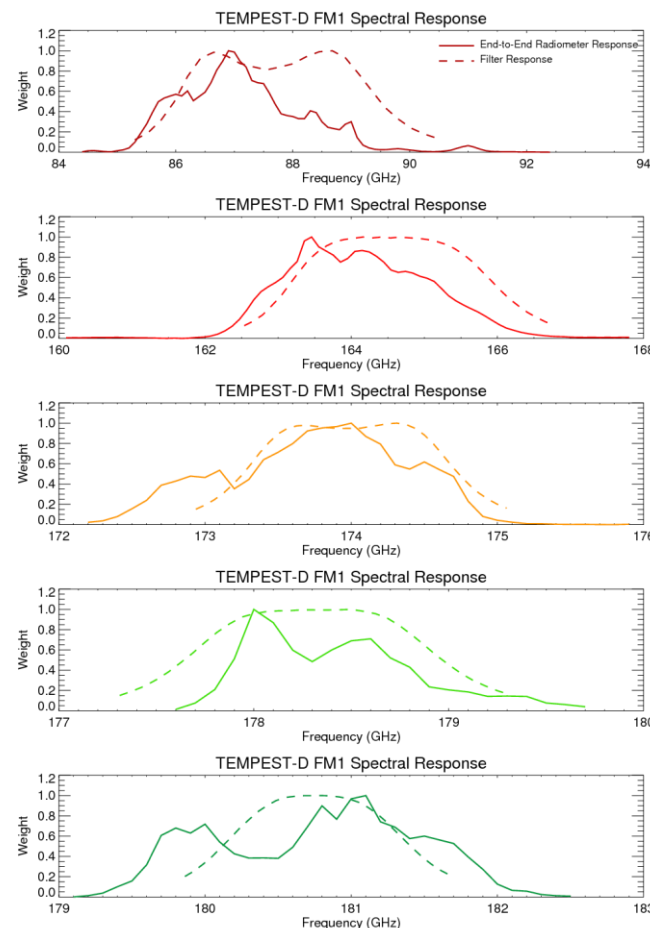 TEMPEST-D FM1 Spectral Response
1.2
1.0
0.8
0.6
0.4
0.2
0.0
Weight
End-to-End Radiometer Response
Filter Response
84 86 88 90 92 94
Frequency (GHz)
TEMPEST-D FM1 Spectral Response
1.2
1.0
0.8
0.6
0.4
0.2
0.0
Weight
160 162 164 166 168
Frequency (GHz)
TEMPEST-D FM1 Spectral Response
1.2
1.0
0.8
0.6
0.4
0.2
0.0
Weight
172 173 174 175 176
Frequency (GHz)
TEMPEST-D FM1 Spectral Response
1.2
1.0
0.8
0.6
0.4
0.2
0.0
Weight
177 178 179 180
Frequency (GHz)
TEMPEST-D FM1 Spectral Response
1.2
1.0
0.8
0.6
0.4
0.2
0.0
Weight
179 180 181 182 183
Frequency (GHz)